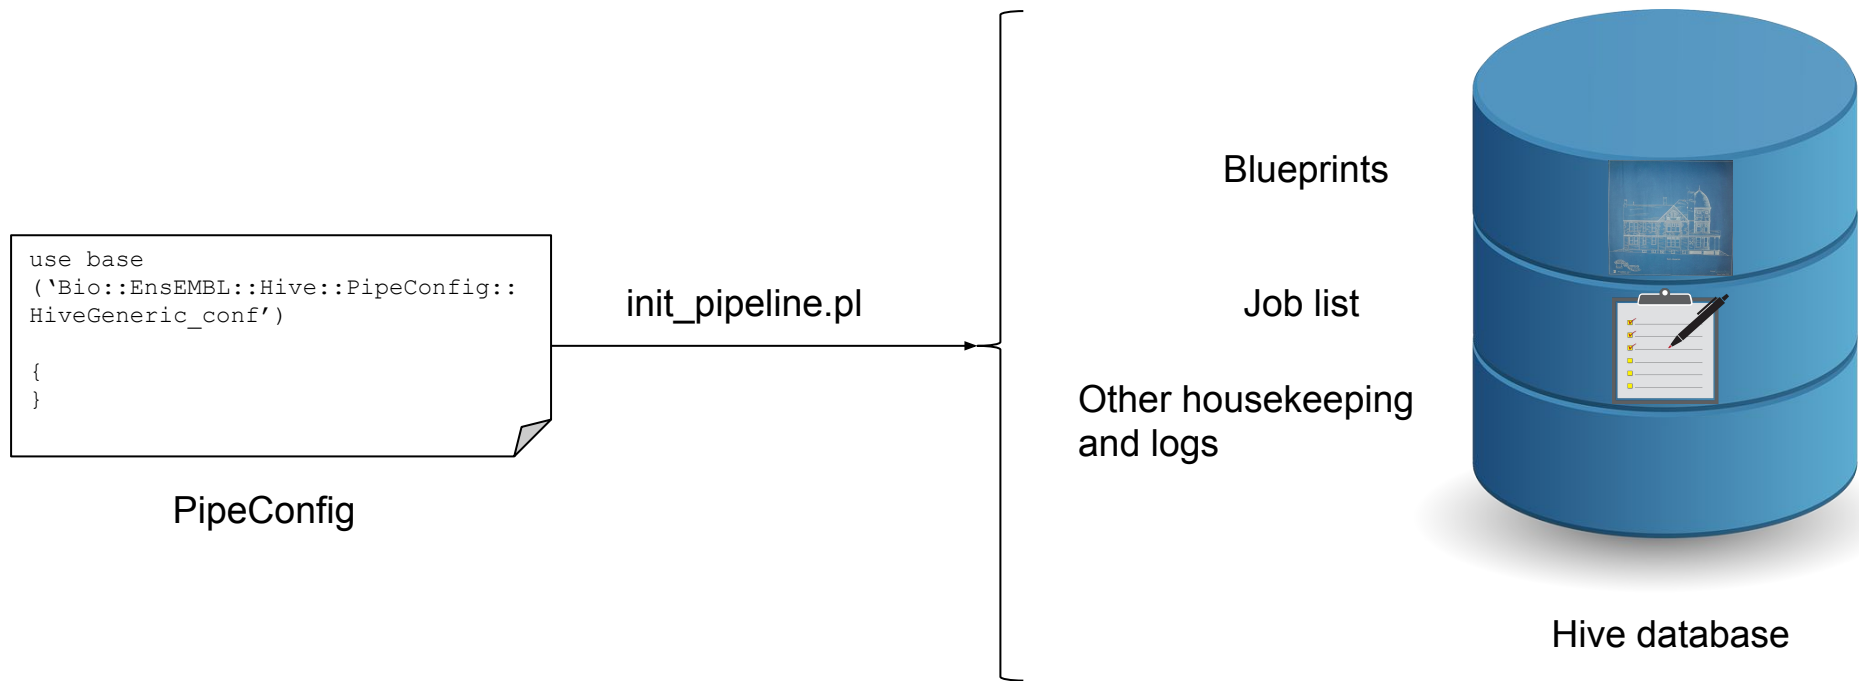 use base
(‘Bio::EnsEMBL::Hive::PipeConfig::
HiveGeneric_conf’)
{
}
PipeConfig
init_pipeline.pl
Blueprints
Job list
Other housekeeping
and logs
Hive database